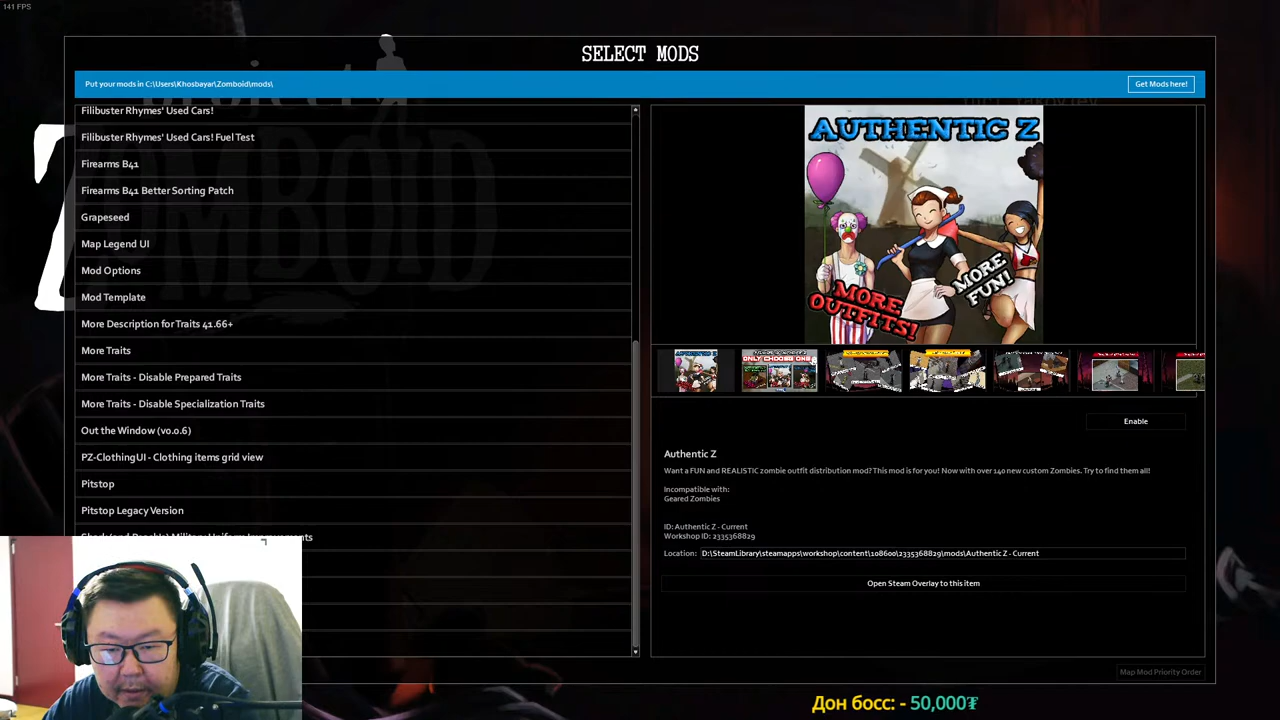 141 FPS
SELECT MODS
Put your mods in C:\Users\Khosbayar\Zomboid\mods\
Get Mods here!
Filibuster Rhymes' Used Cars!
Filibuster Rhymes' Used Cars! Fuel Test
Firearms B41
Firearms B41 Better Sorting Patch
Grapeseed
Map Legend UI
Mod Options
Mod Template
More Description for Traits 41.66+
More Traits
More Traits - Disable Prepared Traits
More Traits - Disable Specialization Traits
Out the Window (v0.0.6)
PZ-ClothingUI - Clothing items grid view
Pitstop
Pitstop Legacy Version
Military Uniform Improvements
AUTHENTIC Z
MORE OUTFITS!
MORE FUN!
ONLY CHOOSE ONE
Enable
Authentic Z
Want a FUN and REALISTIC zombie outfit distribution mod? This mod is for you! Now with over 140 new custom Zombies. Try to find them all!
Incompatible with:
Geared Zombies
ID: Authentic Z - Current
Workshop ID: 2335368829
Location: D:\SteamLibrary\steamapps\workshop\content\108600\2335368829\mods\Authentic Z - Current
Open Steam Overlay to this item
Map Mod Priority Order
Дон босс: - 50,000₮
ZOMBOID